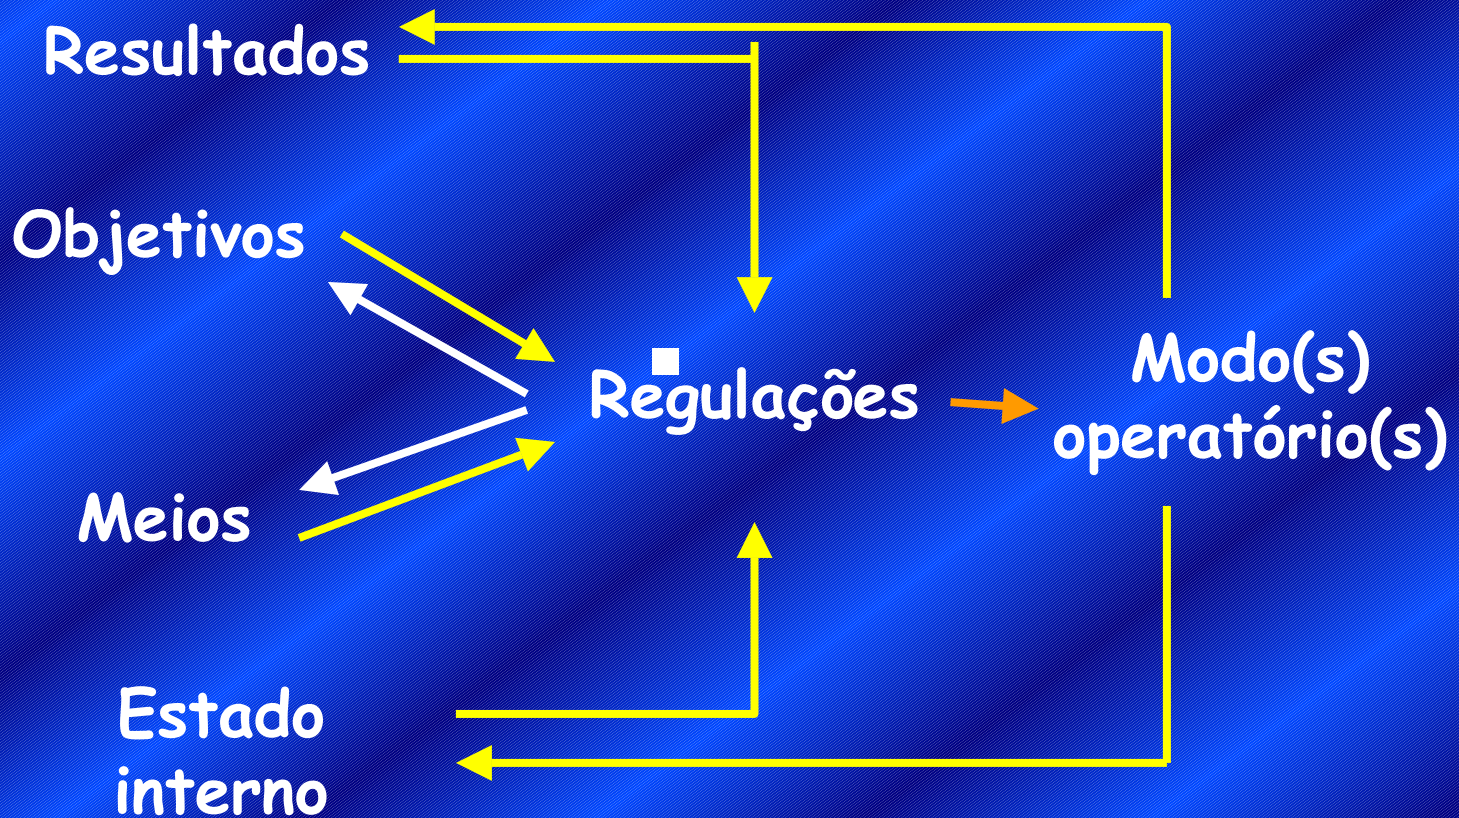 Resultados
Objetivos
Regulações
Modo(s)
operatório(s)
Meios
Estado
interno